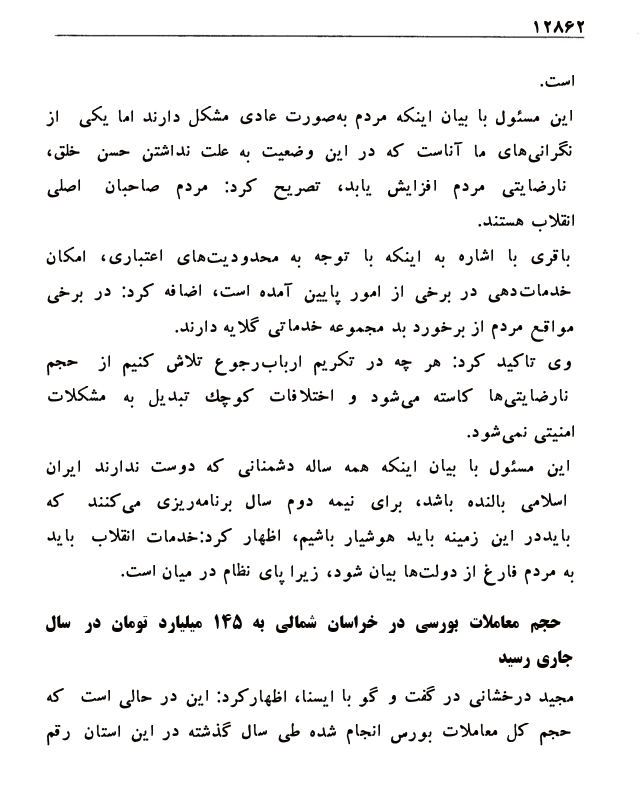 ۱۲۸۶۲
است.
این مسئول با بیان اینکه مردم به‌صورت عادی مشکل دارند اما یکی از
نگرانی‌های ما آناست که در این وضعیت به علت نداشتن حسن خلق،
نارضایتی مردم افزایش یابد، تصریح کرد: مردم صاحبان اصلی
انقلاب هستند.
باقری با اشاره به اینکه با توجه به محدودیت‌های اعتباری، امکان
خدمات‌دهی در برخی از امور پایین آمده است، اضافه کرد: در برخی
مواقع مردم از برخورد بد مجموعه خدماتی گلایه دارند.
وی تاکید کرد: هر چه در تکریم ارباب‌رجوع تلاش کنیم از حجم
نارضایتی‌ها کاسته می‌شود و اختلافات کوچك تبدیل به مشکلات
امنیتی نمی‌شود.
این مسئول با بیان اینکه همه ساله دشمنانی که دوست ندارند ایران
اسلامی بالنده باشد، برای نیمه دوم سال برنامه‌ریزی می‌کنند که
بایددر این زمینه باید هوشیار باشیم، اظهار کرد:خدمات انقلاب باید
به مردم فارغ از دولت‌ها بیان شود، زیرا پای نظام در میان است.
حجم معاملات بورسی در خراسان شمالی به ۱۴۵ میلیارد تومان در سال
جاری رسید
مجید درخشانی در گفت و گو با ایسنا، اظهارکرد: این در حالی است که
حجم کل معاملات بورس انجام شده طی سال گذشته در این استان رقم